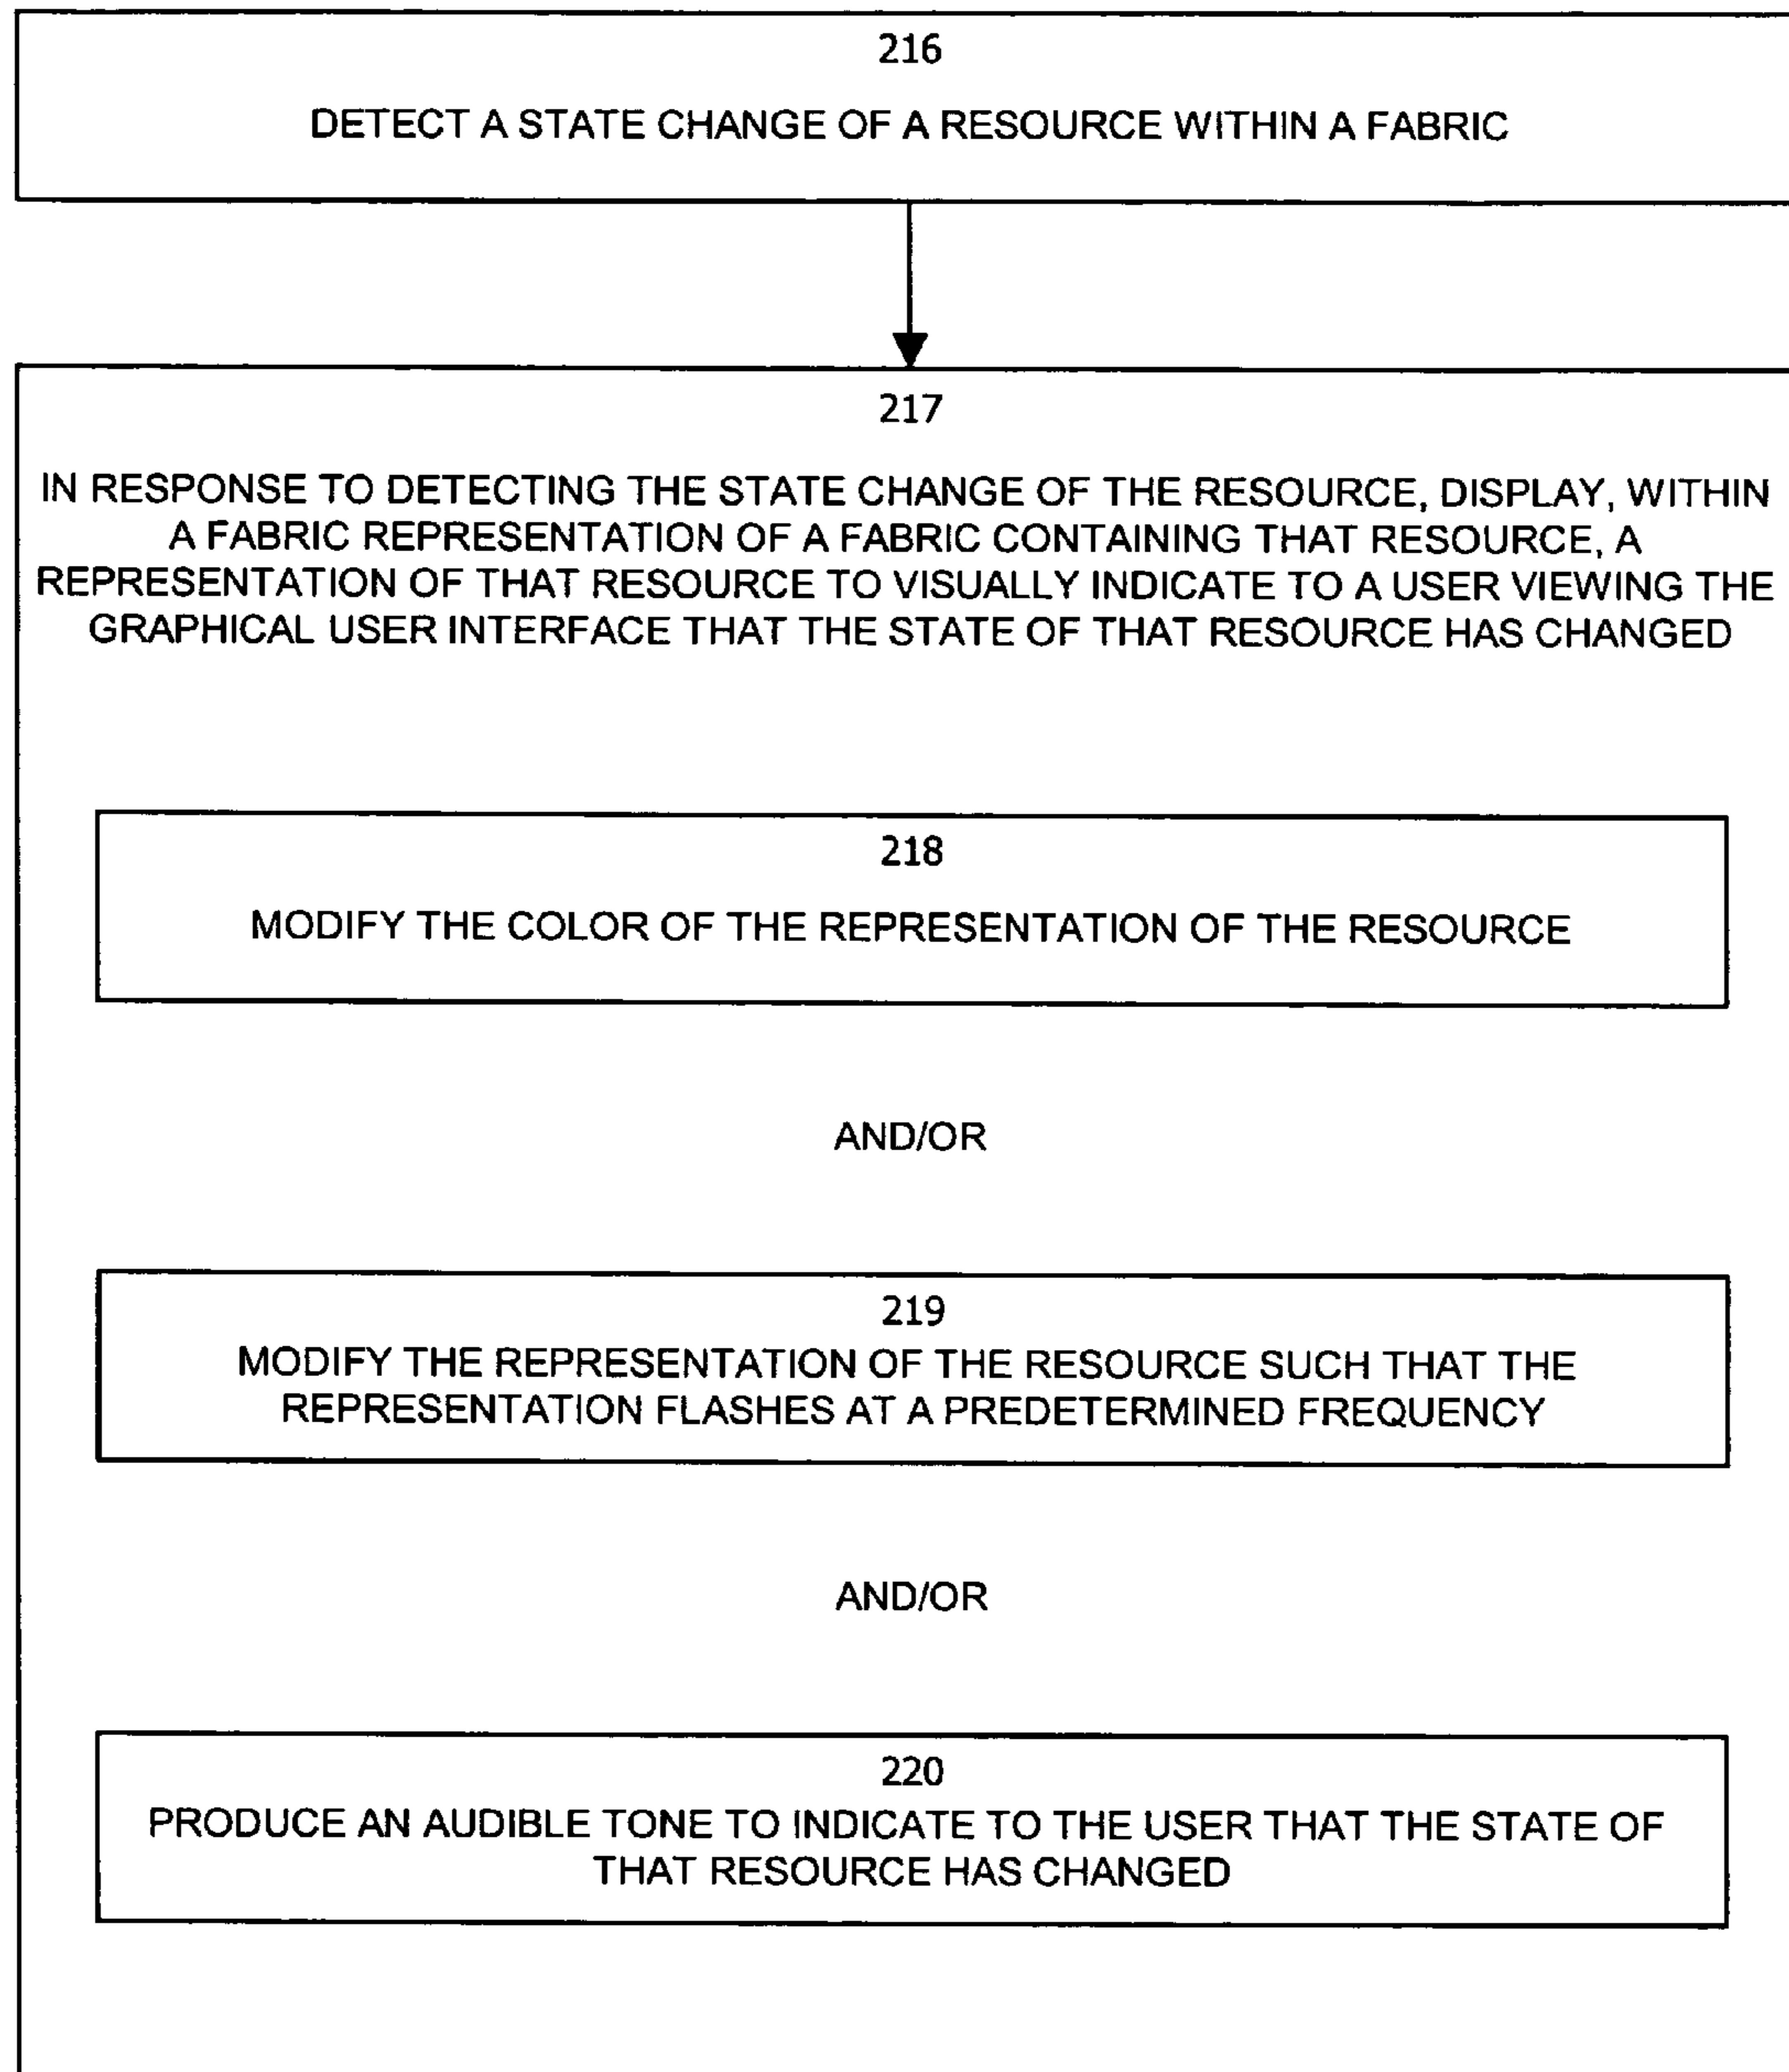 216
DETECT A STATE CHANGE OF A RESOURCE WITHIN A FABRIC
217
IN RESPONSE TO DETECTING THE STATE CHANGE OF THE RESOURCE, DISPLAY, WITHIN
A FABRIC REPRESENTATION OF A FABRIC CONTAINING THAT RESOURCE, A
REPRESENTATION OF THAT RESOURCE TO VISUALLY INDICATE TO A USER VIEWING THE
GRAPHICAL USER INTERFACE THAT THE STATE OF THAT RESOURCE HAS CHANGED
218
MODIFY THE COLOR OF THE REPRESENTATION OF THE RESOURCE
AND/OR
219
MODIFY THE REPRESENTATION OF THE RESOURCE SUCH THAT THE
REPRESENTATION FLASHES AT A PREDETERMINED FREQUENCY
AND/OR
220
PRODUCE AN AUDIBLE TONE TO INDICATE TO THE USER THAT THE STATE OF
THAT RESOURCE HAS CHANGED